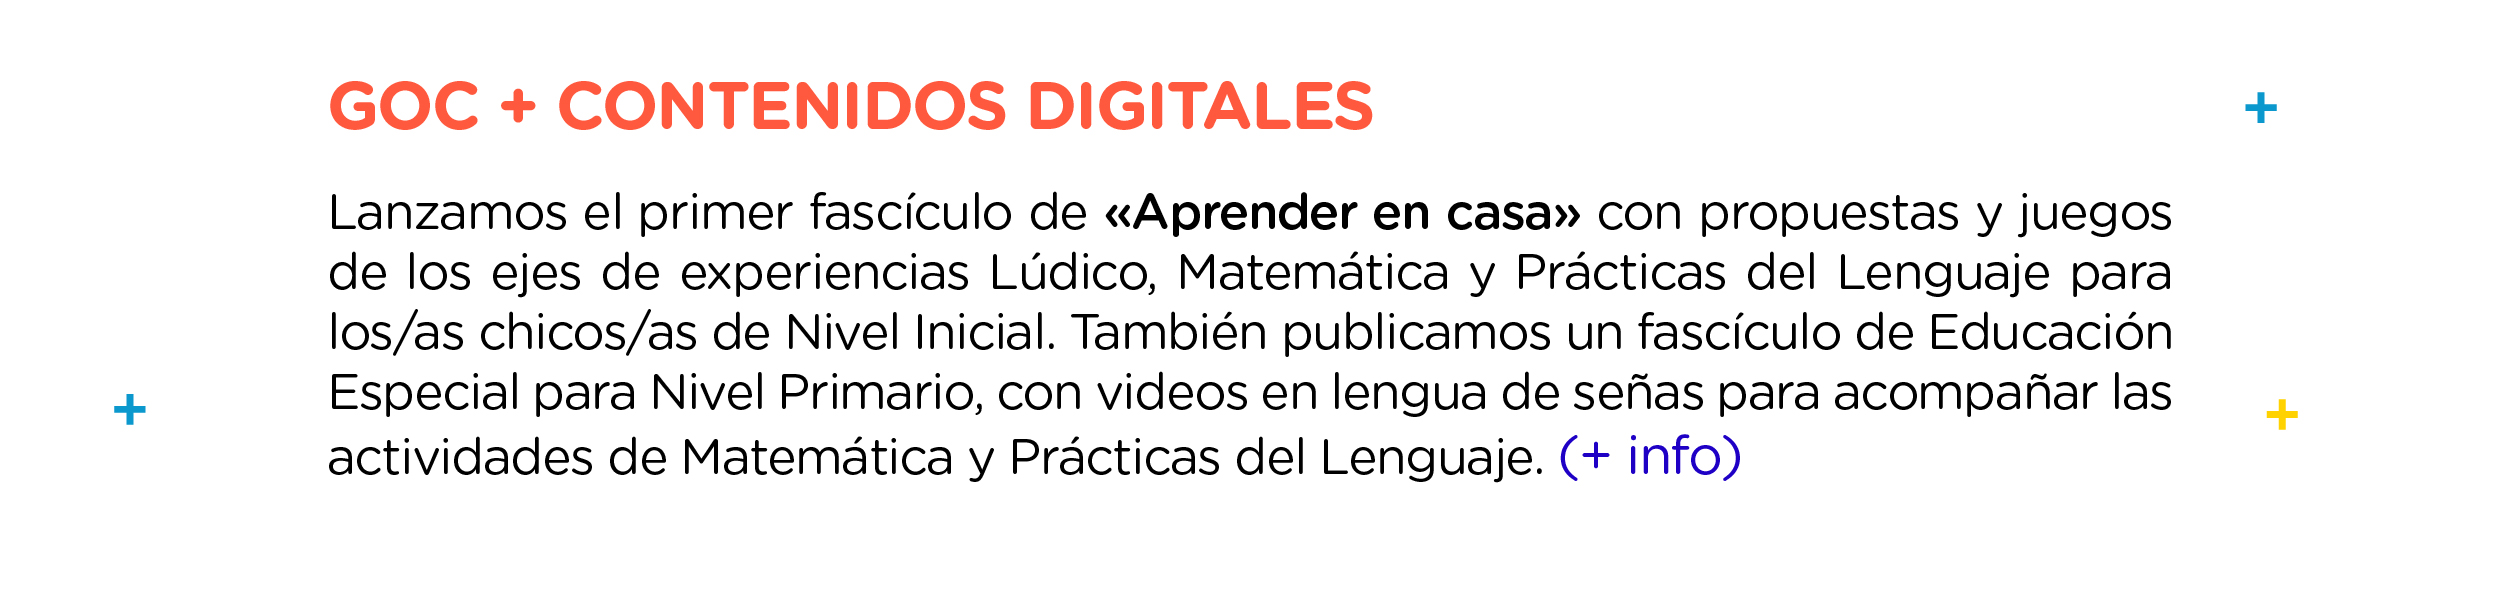 GOC + CONTENIDOS DIGITALES
Lanzamos el primer fascículo de «Aprender en casa» con propuestas y juegos
de los ejes de experiencias Lúdico, Matemática y Prácticas del Lenguaje para
los/as chicos/as de Nivel Inicial. También publicamos un fascículo de Educación
Especial para Nivel Primario, con videos en lengua de señas para acompañar las
actividades de Matemática y Prácticas del Lenguaje. (+ info)